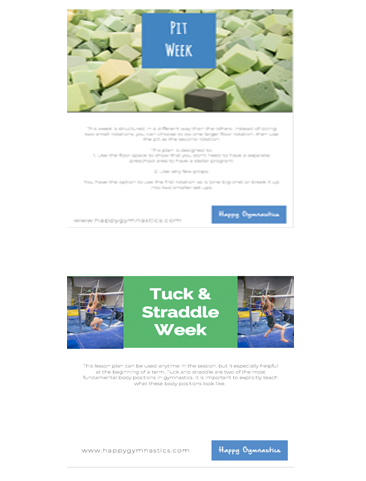 Pit
Week
This week is structured in a different way than the others. Instead of doing
two small rotations, you can choose to do one larger floor rotation, then use
the pit as the second rotation.
This plan is designed to:
1. Use the floor space to show that you don't need to have a separate
preschool area to have a stellar program.
2. Use very few props.
You have the option to use the first rotation as is (one big one) or break it up
into two smaller set ups.
www.happygymnastics.com
Happy Gymnastics
Tuck &
Straddle
Week
This lesson plan can be used anytime in the season, but is especially helpful
at the beginning of a term. Tuck and straddle are two of the most
fundamental body positions in gymnastics. It is important to explicitly teach
what these body positions look like.
www.happygymnastics.com
Happy Gymnastics